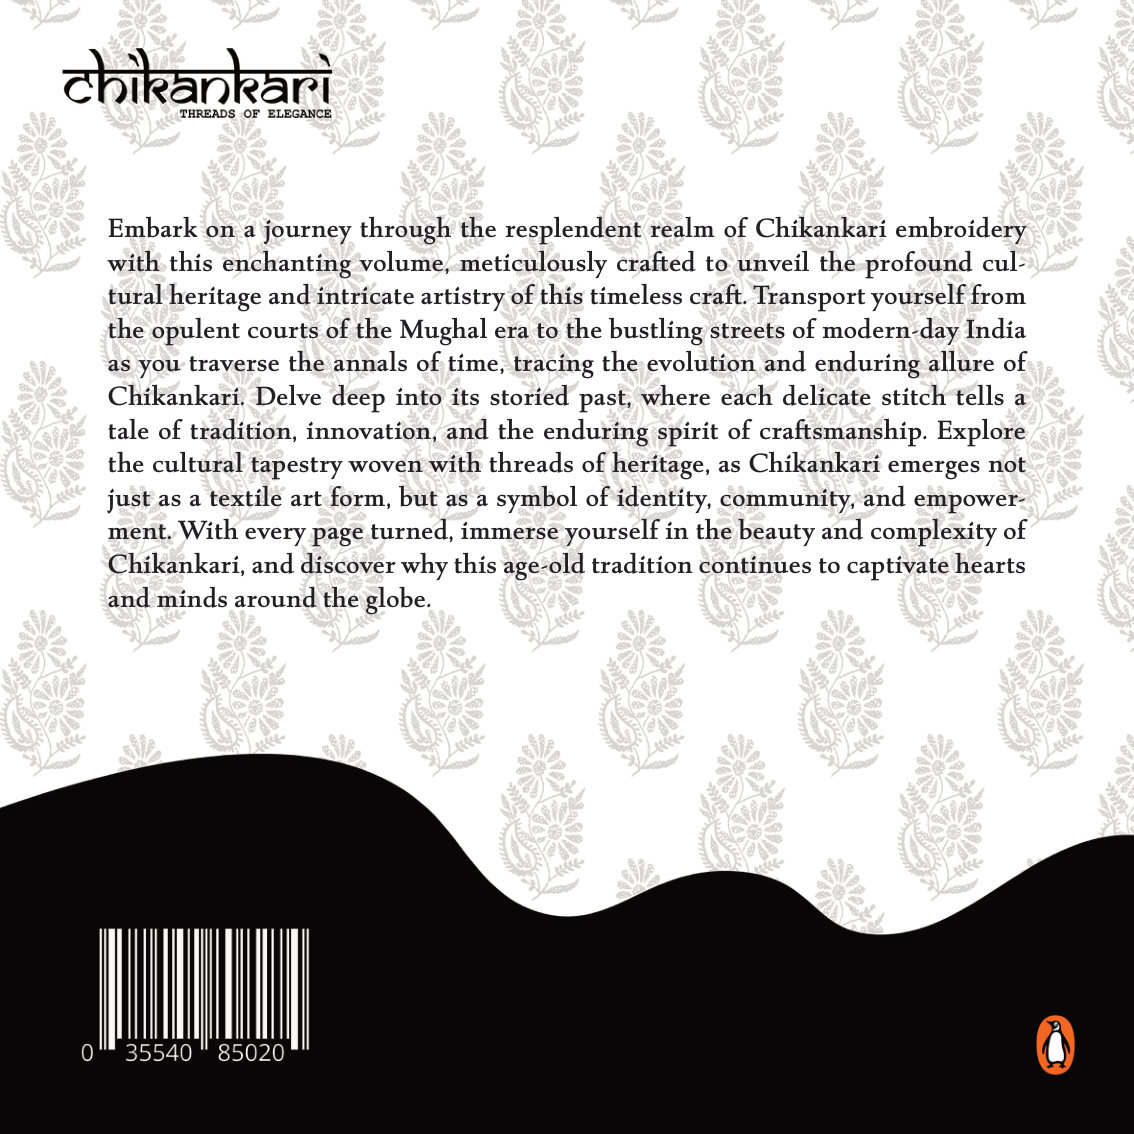 chikankari
THREADS OF ELEGANCE
Embark on a journey through the resplendent realm of Chikankari embroidery
with this enchanting volume, meticulously crafted to unveil the profound cul-
tural heritage and intricate artistry of this timeless craft. Transport yourself from
the opulent courts of the Mughal era to the bustling streets of modern-day India
as you traverse the annals of time, tracing the evolution and enduring allure of
Chikankari. Delve deep into its storied past, where each delicate stitch tells a
tale of tradition, innovation, and the enduring spirit of craftsmanship. Explore
the cultural tapestry woven with threads of heritage, as Chikankari emerges not
just as a textile art form, but as a symbol of identity, community, and empower-
ment. With every page turned, immerse yourself in the beauty and complexity of
Chikankari, and discover why this age-old tradition continues to captivate hearts
and minds around the globe.
0 35540 85020